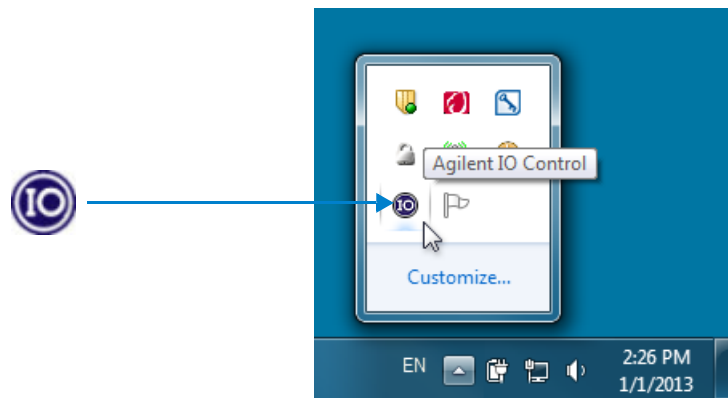 Agilent IO Control
IO
IO
Customize...
EN
2:26 PM
1/1/2013